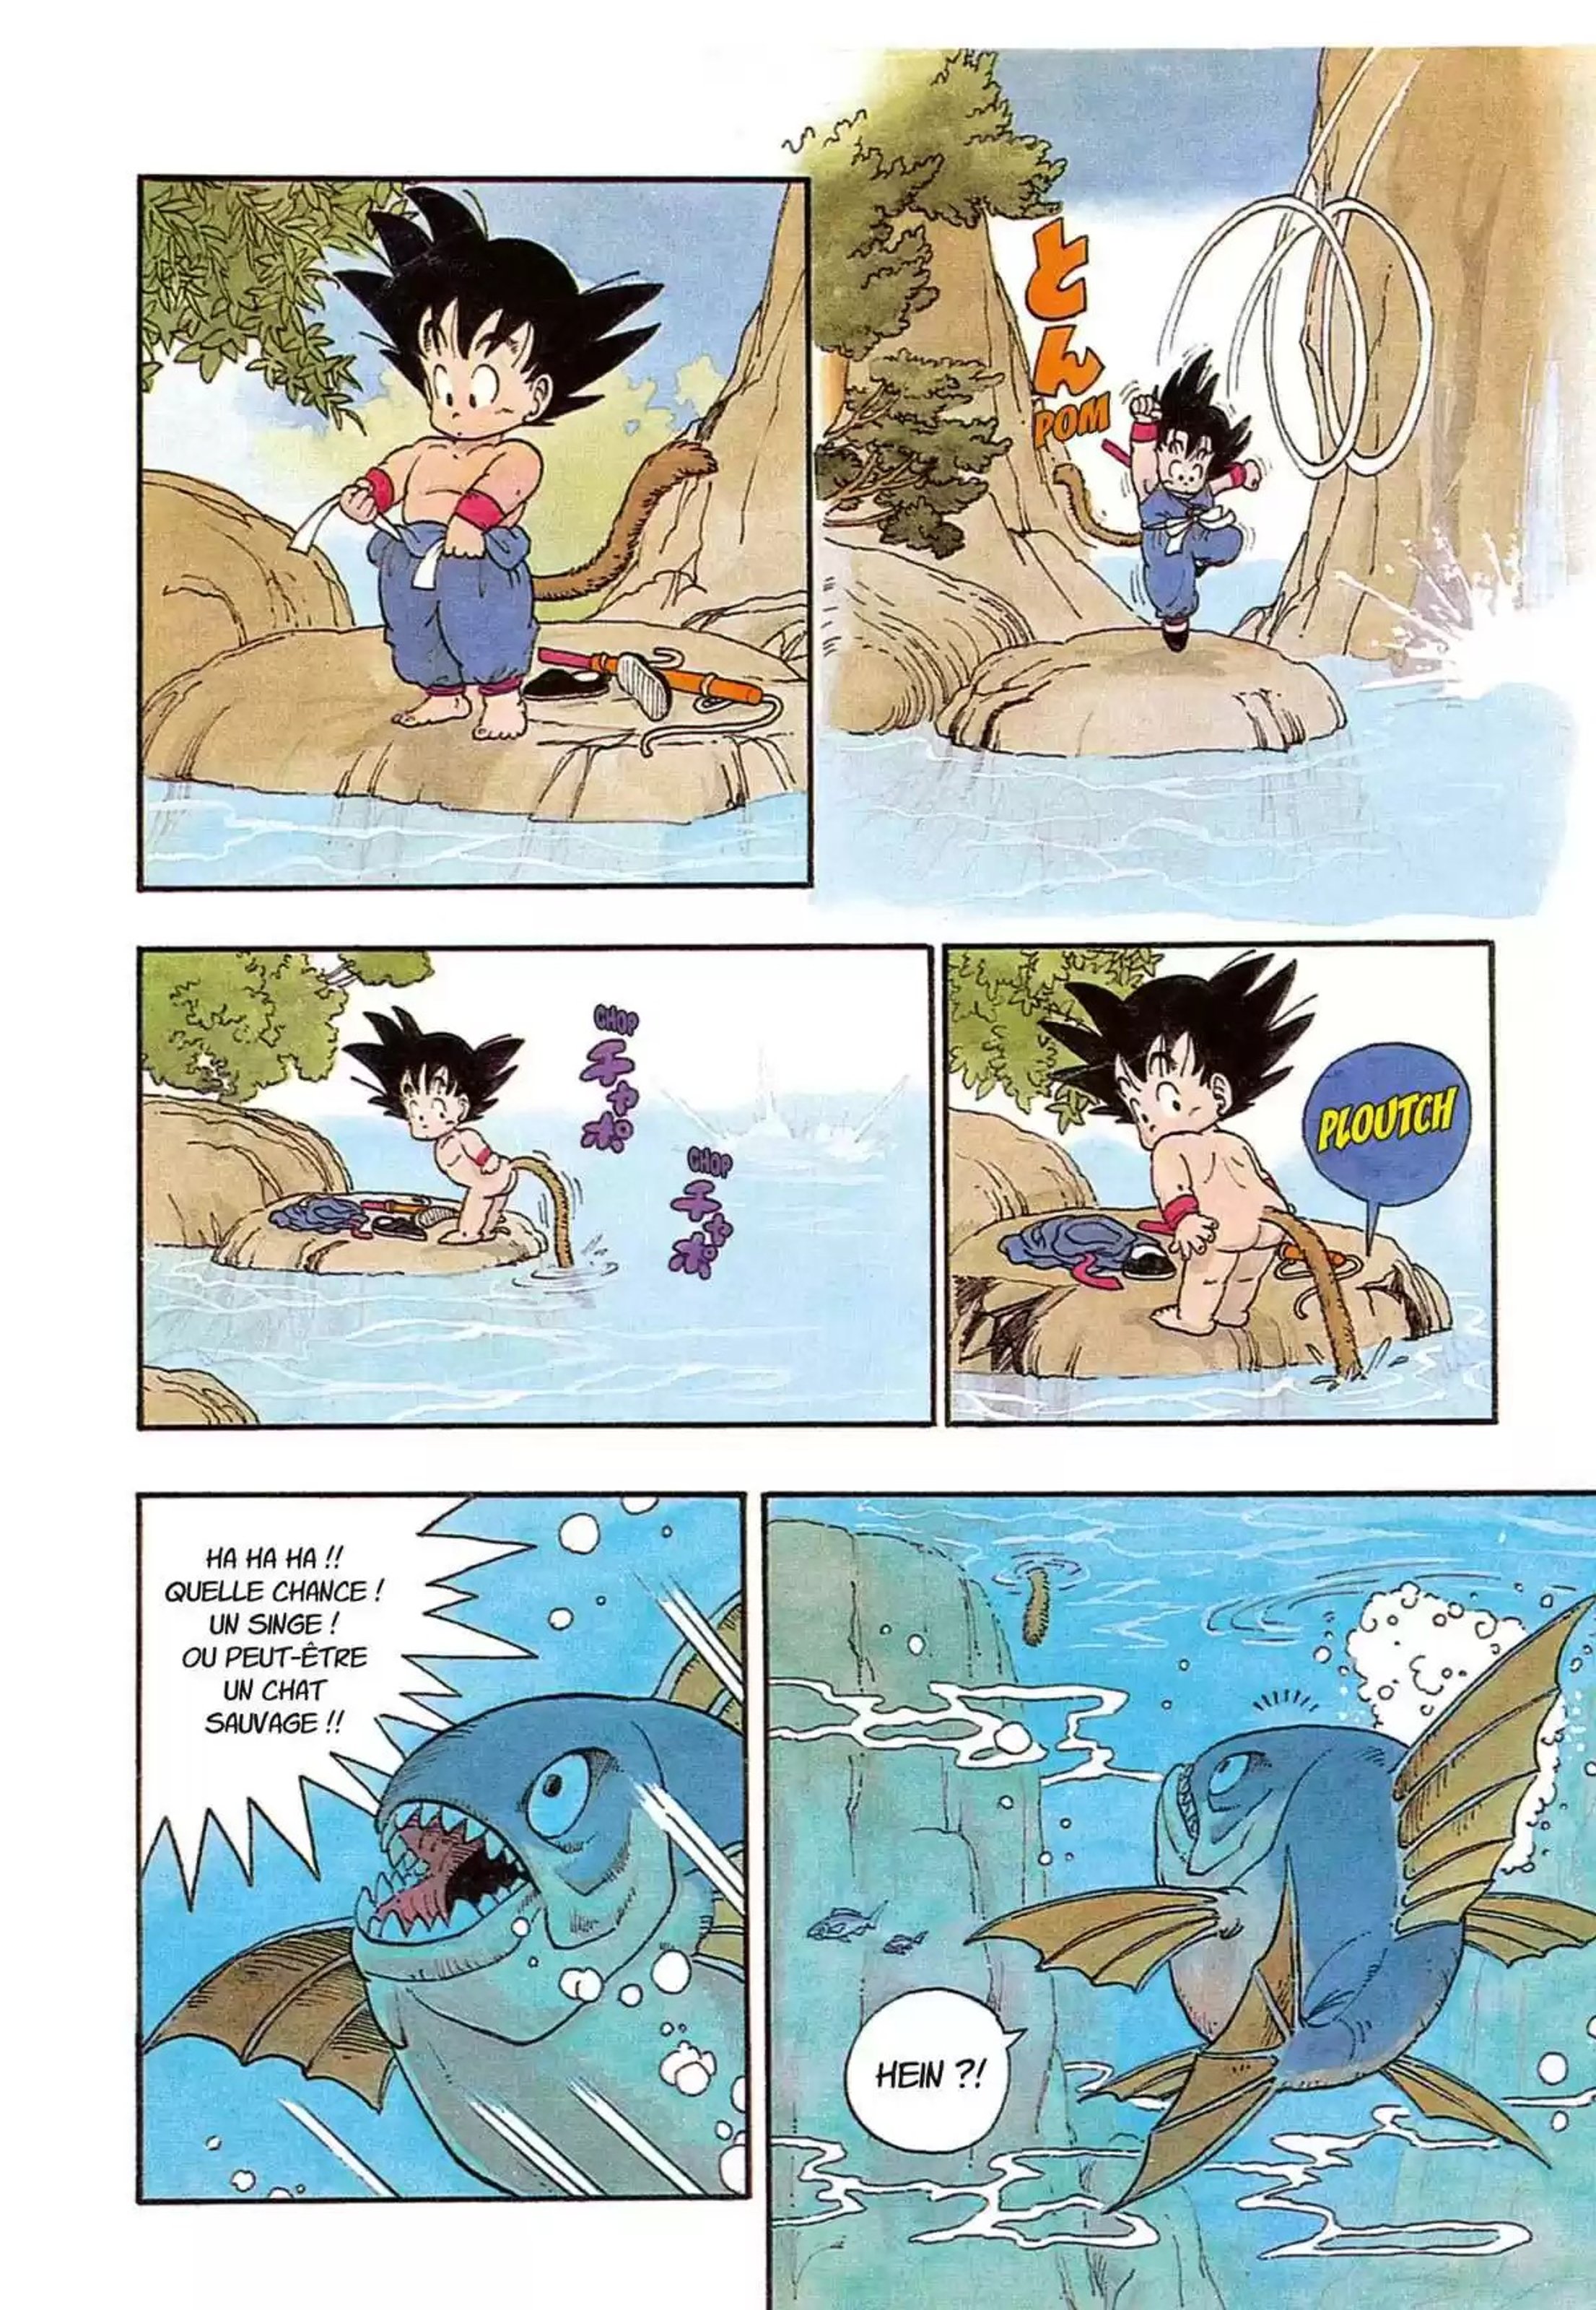 とん
POM
CHOP
チャポ
CHOP
チャポ
PLOUTCH
HEIN ?!
HA HA HA !!
QUELLE CHANCE !
UN SINGE !
OU PEUT-ÊTRE
UN CHAT
SAUVAGE !!